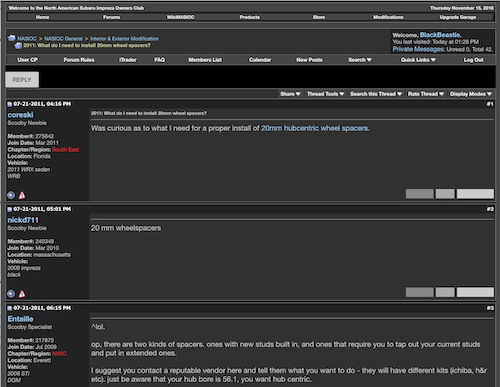 Welcome to the North American Subaru Impreza Owners Club
Thursday November 15, 2018
Home Forums WikiNASIOC Products Store Modifications Upgrade Garage
NASIOC > NASIOC General > Interior & Exterior Modification
2011: What do I need to install 20mm wheel spacers?
Welcome, BlackBeastie.
You last visited: Today at 01:28 PM
Private Messages: Unread 0, Total 42.
User CP Forum Rules iTrader FAQ Members List Calendar New Posts Search Quick Links Log Out
REPLY
Share Thread Tools Search this Thread Rate Thread Display Modes
07-21-2011, 04:16 PM #1
coreski
Scooby Newbie
Member#: 275642
Join Date: Mar 2011
Chapter/Region: South East
Location: Florida
Vehicle:
2011 WRX sedan
WRB
2011: What do I need to install 20mm wheel spacers?
Was curious as to what I need for a proper install of 20mm hubcentric wheel spacers.
07-21-2011, 05:01 PM #2
nickd711
Scooby Newbie
Member#: 240349
Join Date: Mar 2010
Location: massachusetts
Vehicle:
2009 impreza
black
20 mm wheelspacers
07-21-2011, 06:15 PM #3
Entaille
Scooby Specialist
Member#: 217875
Join Date: Jul 2009
Chapter/Region: NWIC
Location: Everett
Vehicle:
2008 STI
DGM
^lol.
op, there are two kinds of spacers. ones with new studs built in, and ones that require you to tap out your current studs
and put in extended ones.
I suggest you contact a reputable vendor here and tell them what you want to do - they will have different kits (ichiba, h&r
etc). just be aware that your hub bore is 56.1, you want hub centric.